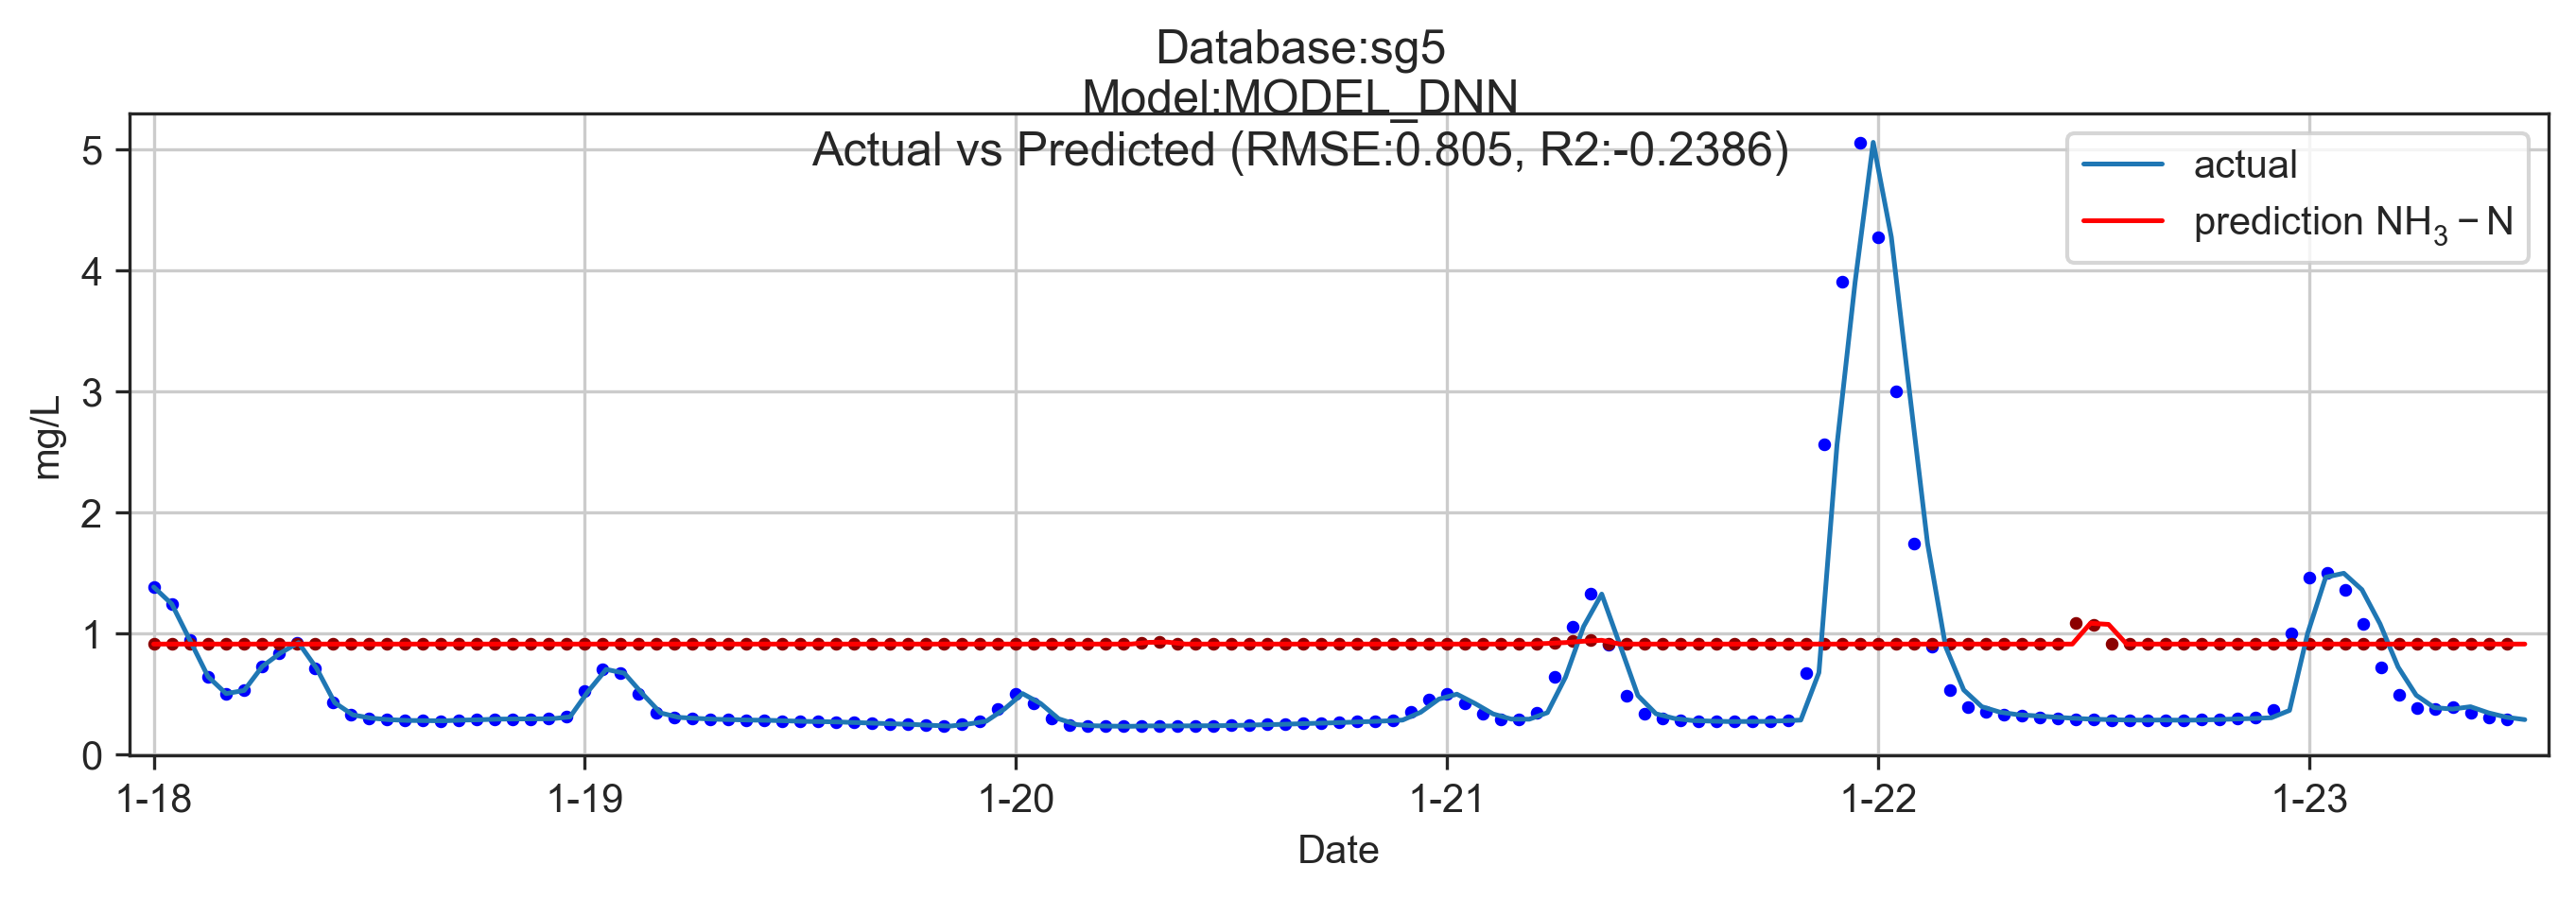 Database:sg5
Model:MODEL_DNN
Actual vs Predicted (RMSE:0.805, R2:-0.2386)
actual
prediction NH₃ − N
5
4
3
2
1
0
mg/L
1-18 1-19 1-20 1-21 1-22 1-23
Date